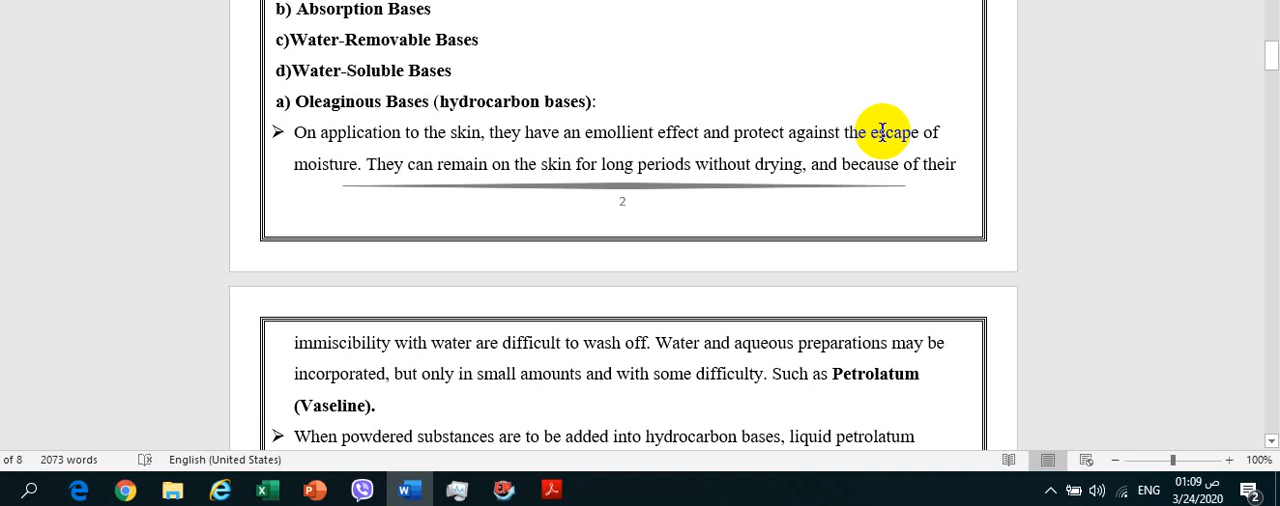 b) Absorption Bases
c)Water-Removable Bases
d)Water-Soluble Bases
a) Oleaginous Bases (hydrocarbon bases):
➤ On application to the skin, they have an emollient effect and protect against the escape of
moisture. They can remain on the skin for long periods without drying, and because of their
2
immiscibility with water are difficult to wash off. Water and aqueous preparations may be
incorporated, but only in small amounts and with some difficulty. Such as Petrolatum
(Vaseline).
➤ When powdered substances are to be added into hydrocarbon bases, liquid petrolatum
of 8 2073 words English (United States) 100%
ENG 01:09 ص
3/24/2020 2